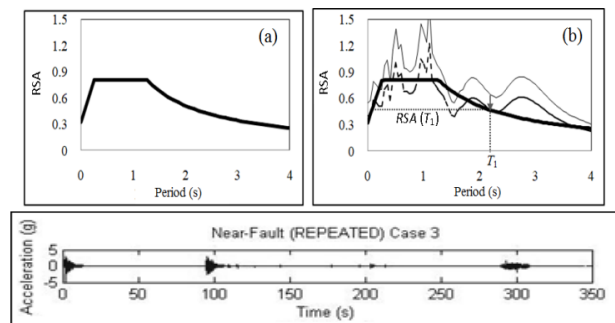 (a)
RSA
1.5
1.2
0.9
0.6
0.3
0
0 1 2 3 4
Period (s)
(b)
RSA
1.5
1.2
0.9
0.6
0.3
0
RSA (T1)
T1
0 1 2 3 4
Period (s)
Near-Fault (REPEATED) Case 3
Acceleration (g)
5
0
-5
0 50 100 150 200 250 300 350
Time (s)